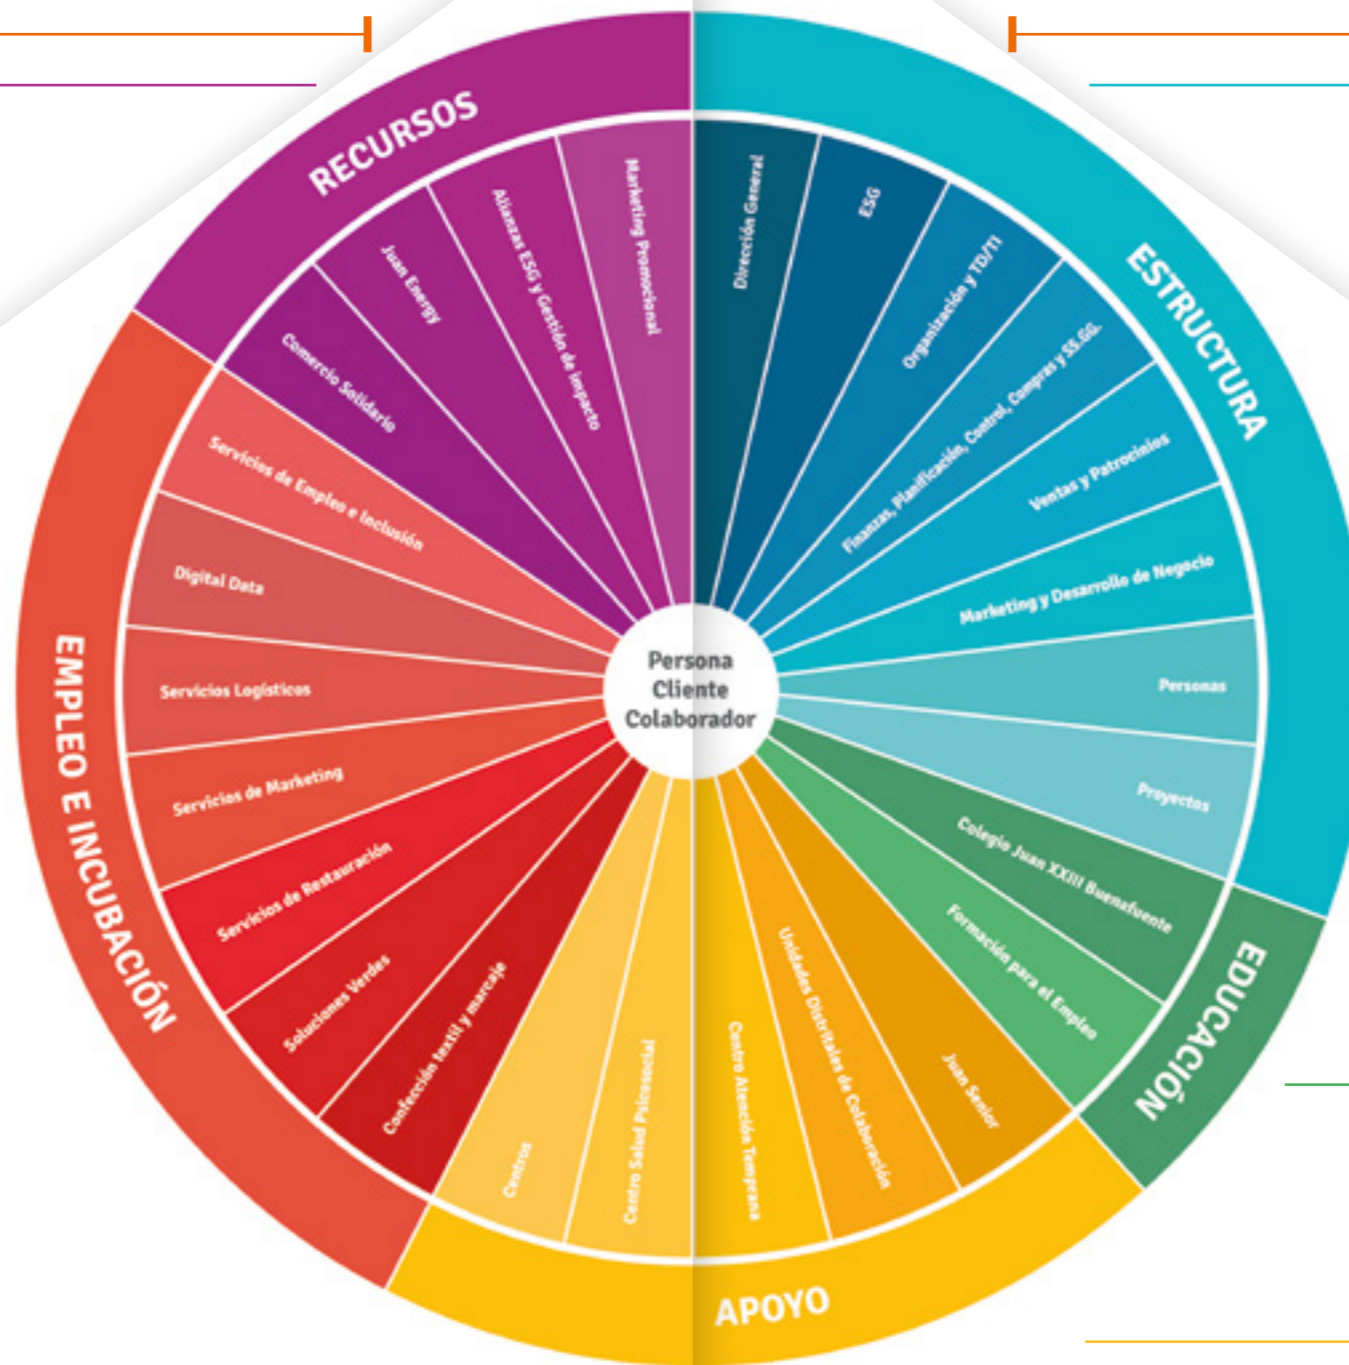 RECURSOS
Comercio Solidario
Juan Energy
Alianzas ESG y Gestión de impacto
Marketing Promocional
ESTRUCTURA
Dirección General
ESG
Organización y TD/TI
Finanzas, Planificación, Control, Compras y SS.GG.
Ventas y Patrocinios
Marketing y Desarrollo de Negocio
Personas
Proyectos
EDUCACIÓN
Colegio Juan XXIII Buenafuente
Formación para el Empleo
APOYO
Juan Senior
Unidades Distritales de Colaboración
Centro Atención Temprana
Centro Salud Psicosocial
Centros
EMPLEO E INCUBACIÓN
Confección textil y marcaje
Soluciones Verdes
Servicios de Restauración
Servicios de Marketing
Servicios Logísticos
Digital Data
Servicios de Empleo e Inclusión
Persona
Cliente
Colaborador